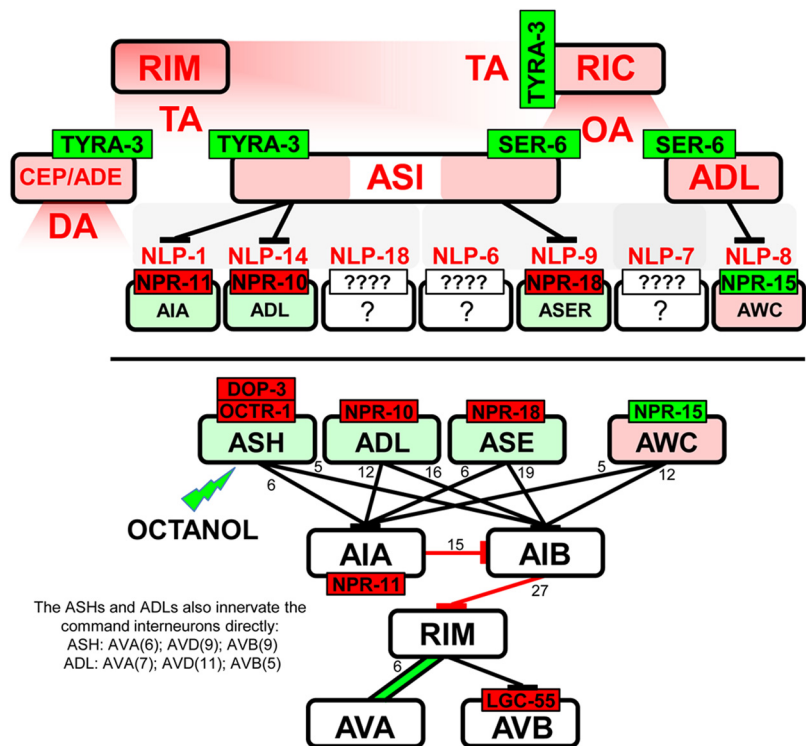 RIM
TA
TA
TYRA-3
RIC
OA
TYRA-3
CEP/ADE
DA
TYRA-3
ASI
SER-6
SER-6
ADL
NLP-1
NLP-14
NLP-18
NLP-6
NLP-9
NLP-7
NLP-8
NPR-11
NPR-10
????
????
NPR-18
????
NPR-15
AIA
ADL
?
?
ASER
?
AWC
DOP-3
OCTR-1
NPR-10
NPR-18
NPR-15
ASH
ADL
ASE
AWC
6
5
12
16
6
19
5
12
OCTANOL
AIA
15
AIB
NPR-11
27
The ASHs and ADLs also innervate the
command interneurons directly:
ASH: AVA(6); AVD(9); AVB(9)
ADL: AVA(7); AVD(11); AVB(5)
RIM
6
LGC-55
AVA
AVB